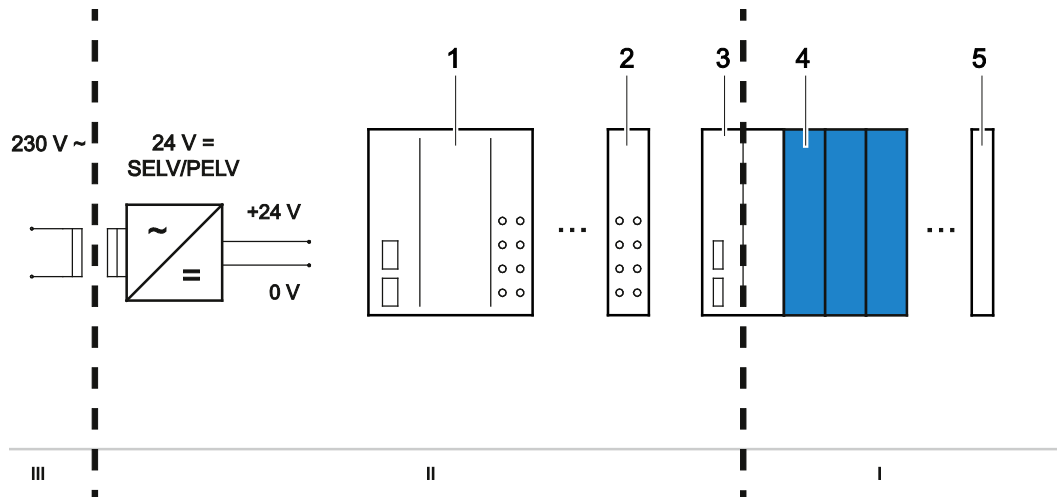 1
2
3
4
5
230 V ~
24 V =
SELV/PELV
+24 V
~
=
0 V
...
...
III
II
I